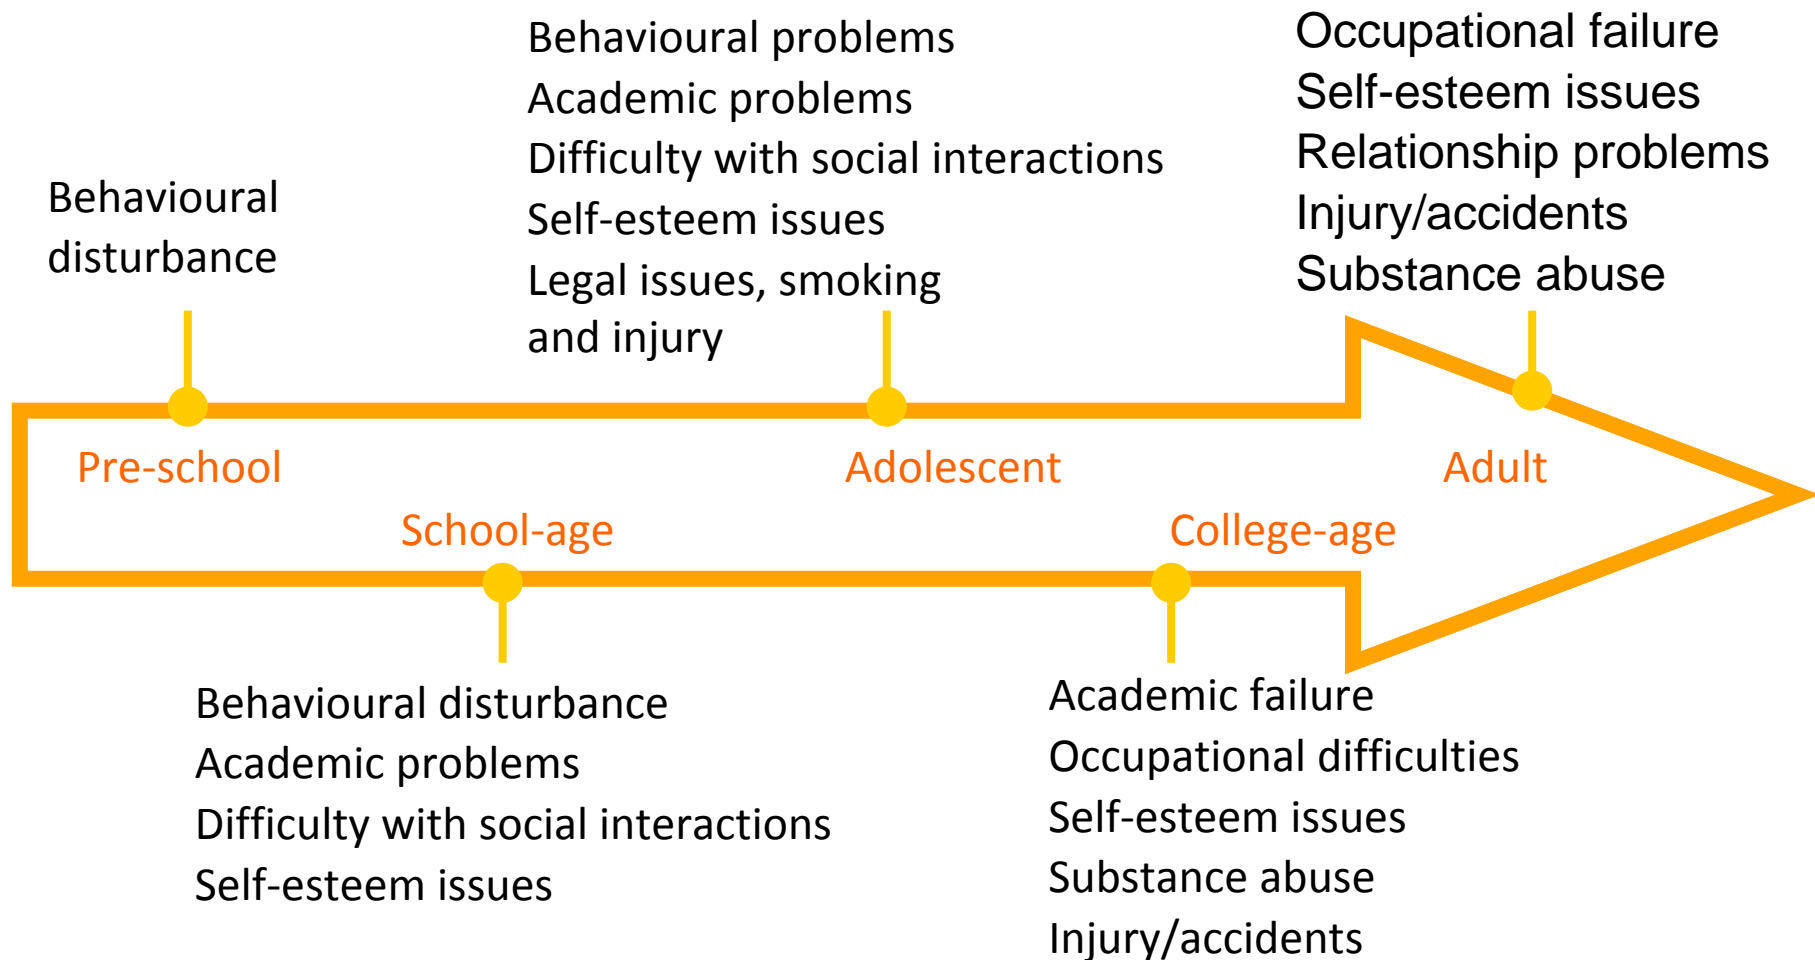 Behavioural
disturbance
Behavioural problems
Academic problems
Difficulty with social interactions
Self-esteem issues
Legal issues, smoking
and injury
Occupational failure
Self-esteem issues
Relationship problems
Injury/accidents
Substance abuse
Pre-school
School-age
Adolescent
College-age
Adult
Behavioural disturbance
Academic problems
Difficulty with social interactions
Self-esteem issues
Academic failure
Occupational difficulties
Self-esteem issues
Substance abuse
Injury/accidents